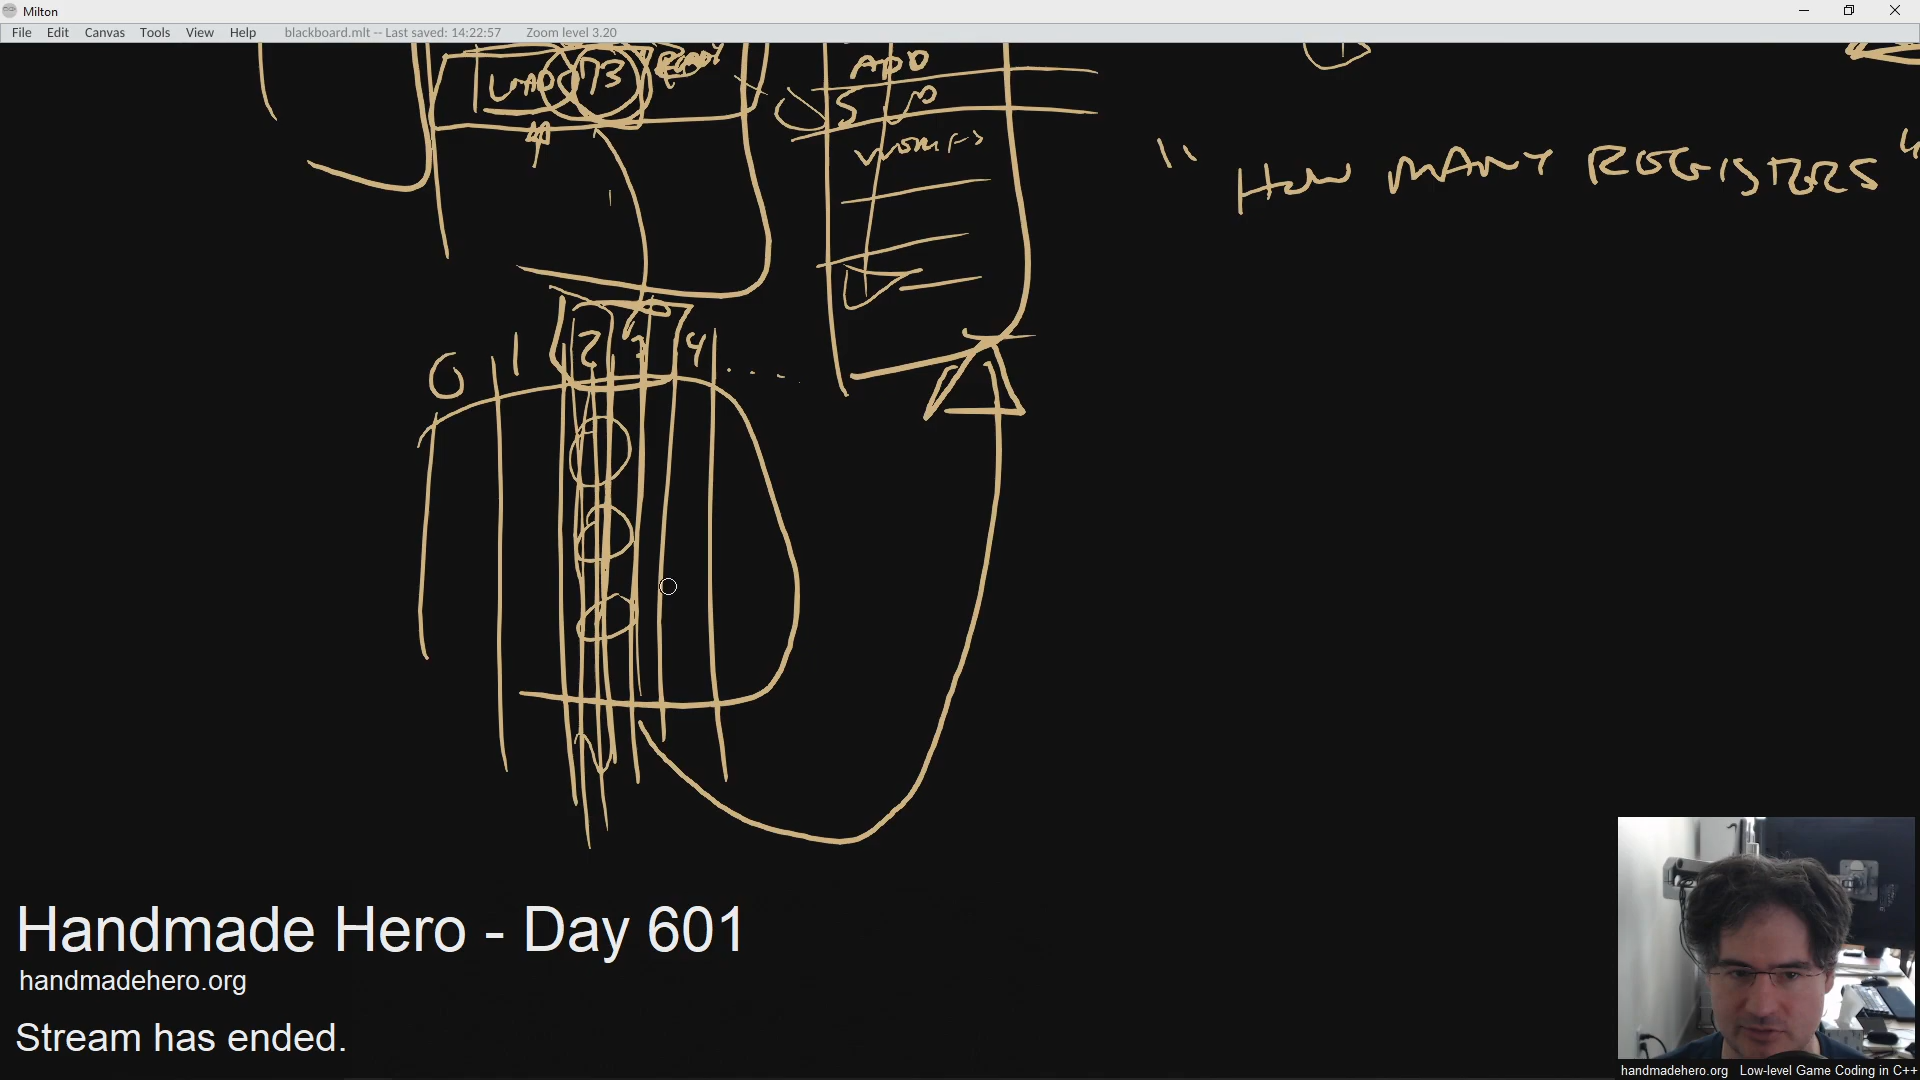 Milton
File Edit Canvas Tools View Help blackboard.mlt -- Last saved: 14:22:57 Zoom level 3.20
LOAD 73
ADD
"HOW MANY REGISTERS"
0 1 2 3 4 ....
Handmade Hero - Day 601
handmadehero.org
Stream has ended.
handmadehero.org Low-level Game Coding in C++